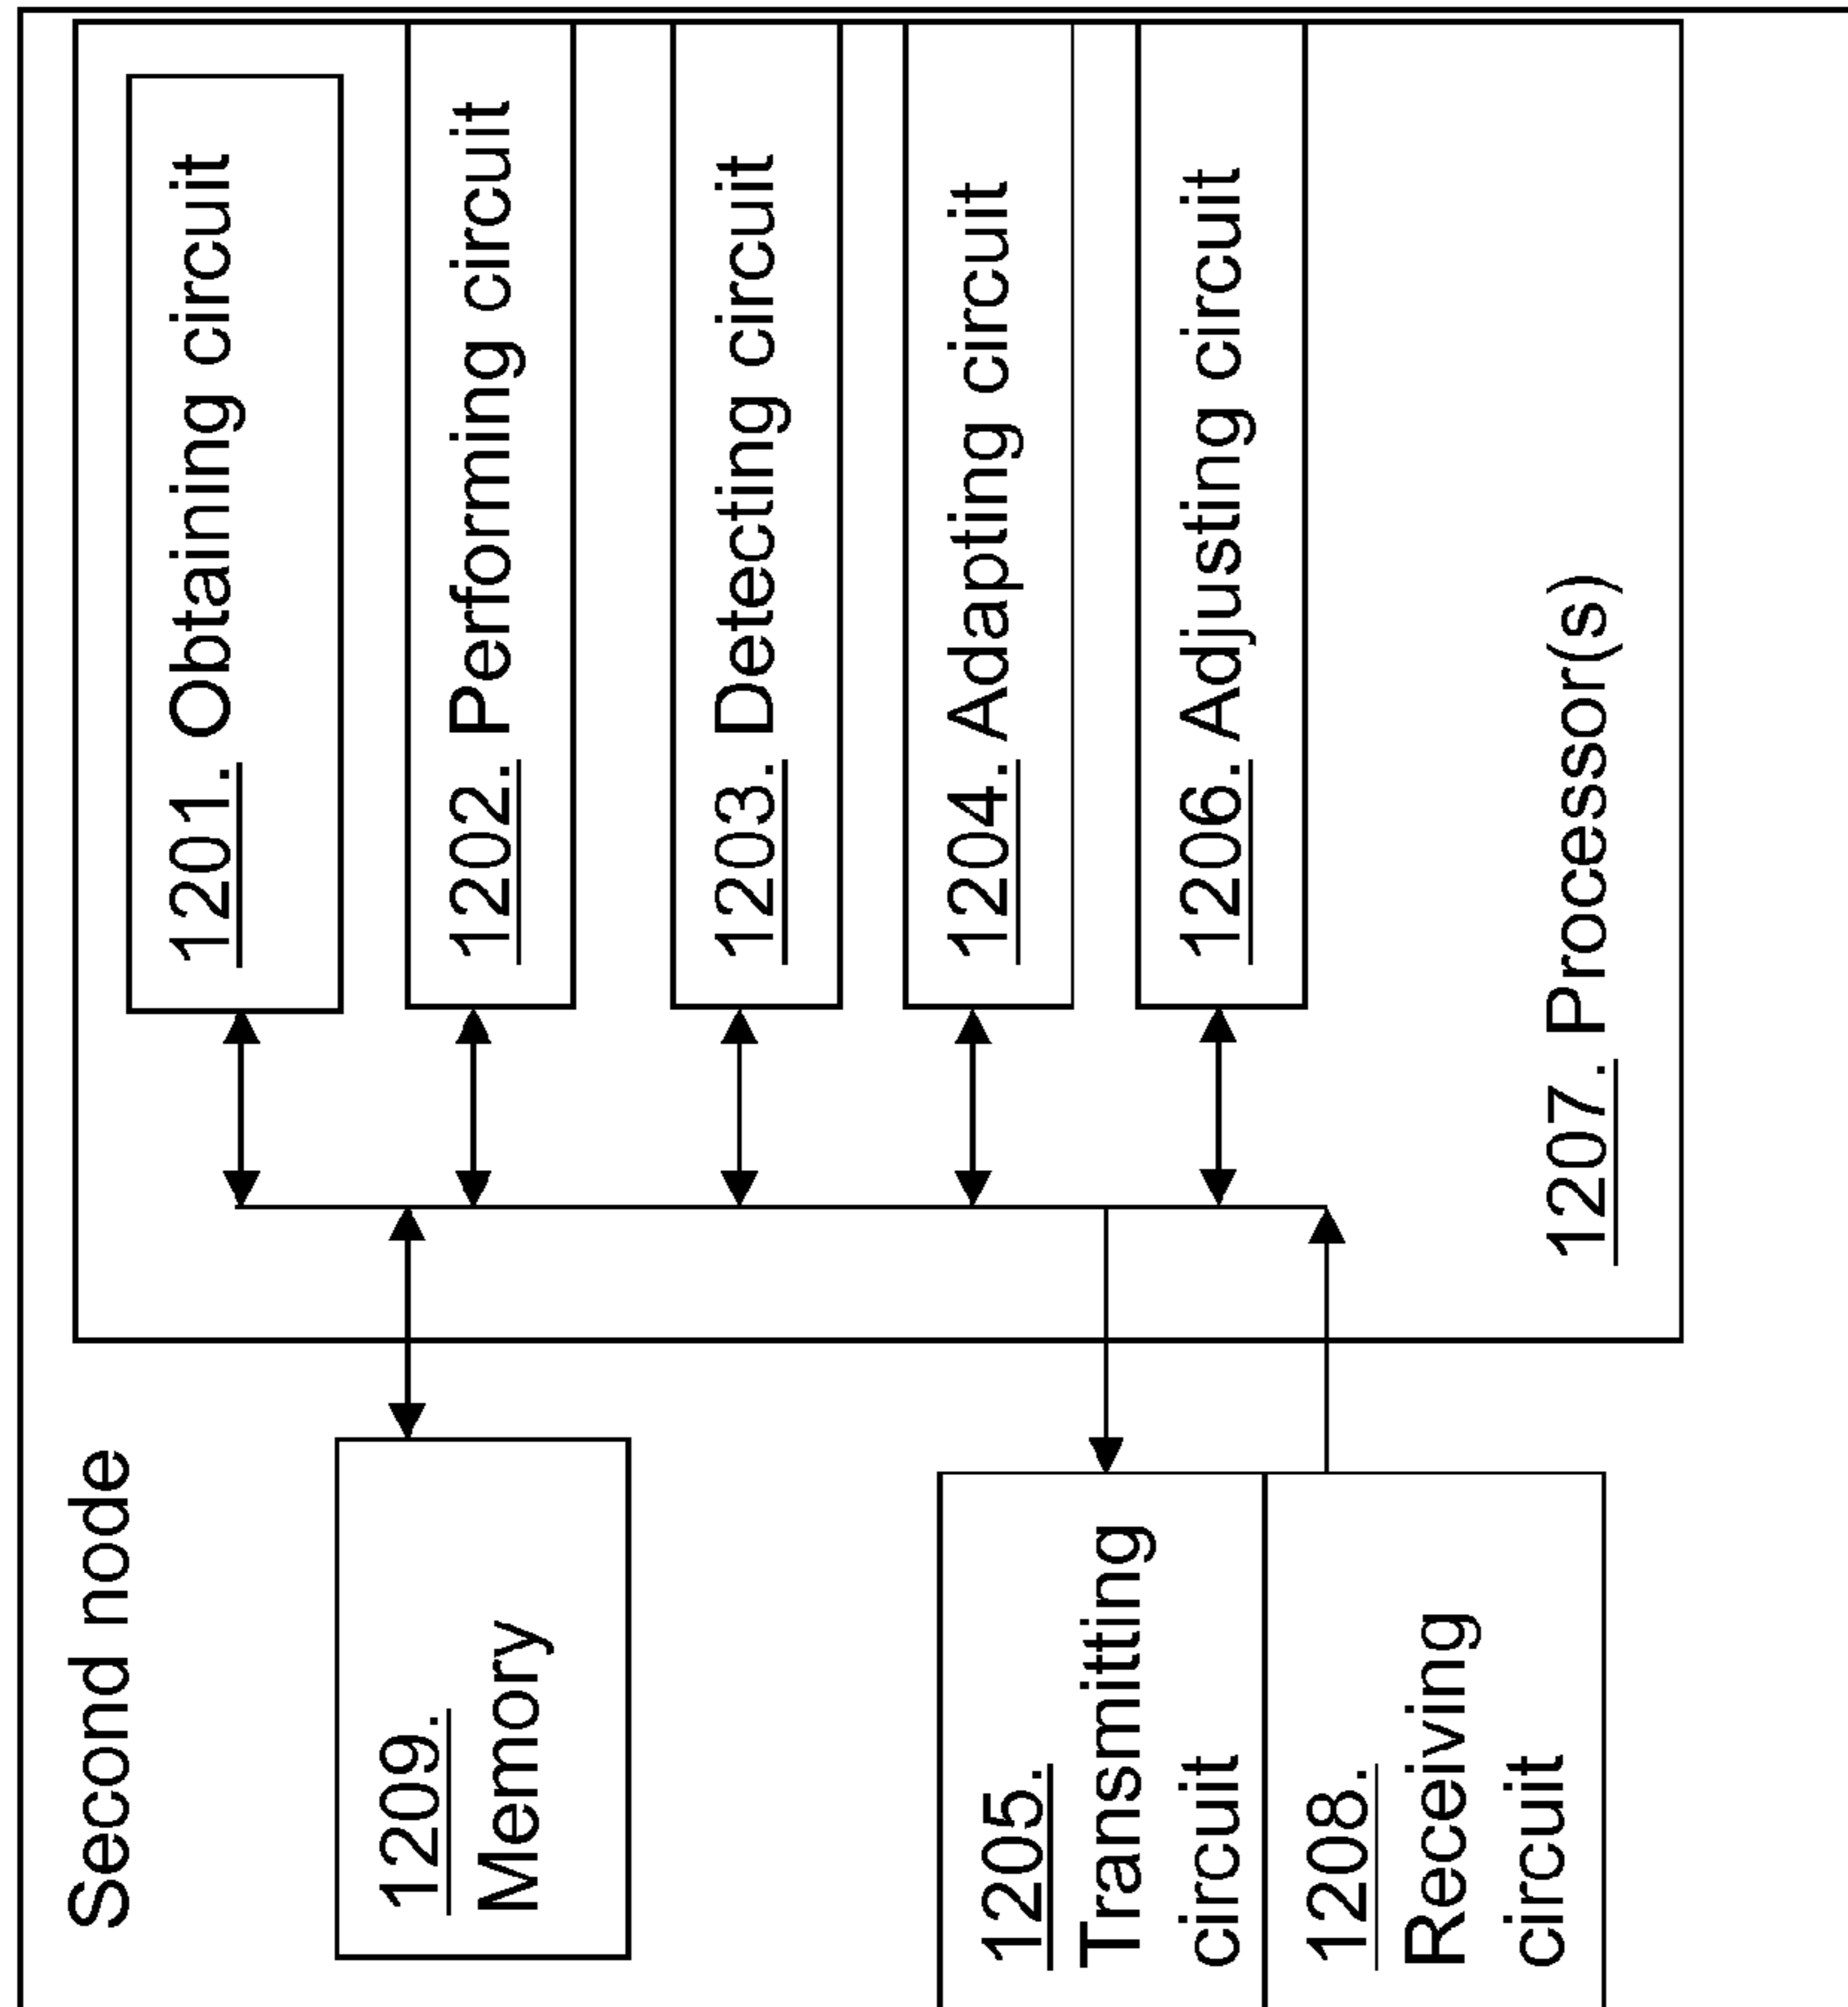 Second node
1209.
Memory
1205.
Transmitting
circuit
1208.
Receiving
circuit
1201. Obtaining circuit
1202. Performing circuit
1203. Detecting circuit
1204. Adapting circuit
1206. Adjusting circuit
1207. Processor(s)